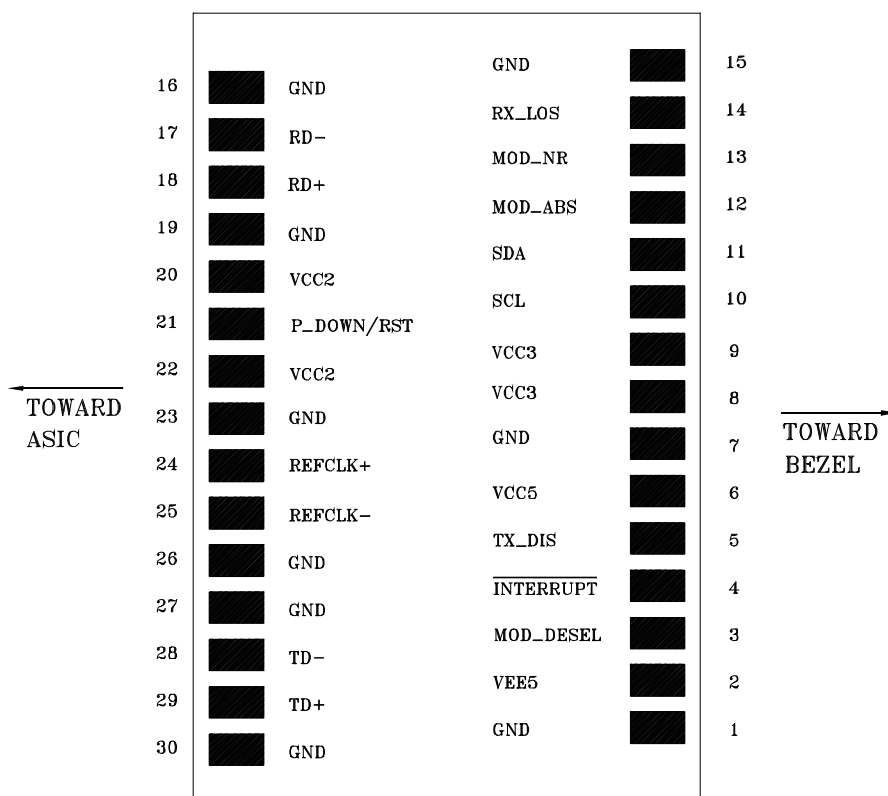 16 GND
17 RD-
18 RD+
19 GND
20 VCC2
21 P_DOWN/RST
22 VCC2
23 GND
24 REFCLK+
25 REFCLK-
26 GND
27 GND
28 TD-
29 TD+
30 GND
TOWARD
ASIC
GND 15
RX_LOS 14
MOD_NR 13
MOD_ABS 12
SDA 11
SCL 10
VCC3 9
VCC3 8
GND 7
VCC5 6
TX_DIS 5
INTERRUPT 4
MOD_DESEL 3
VEE5 2
GND 1
TOWARD
BEZEL